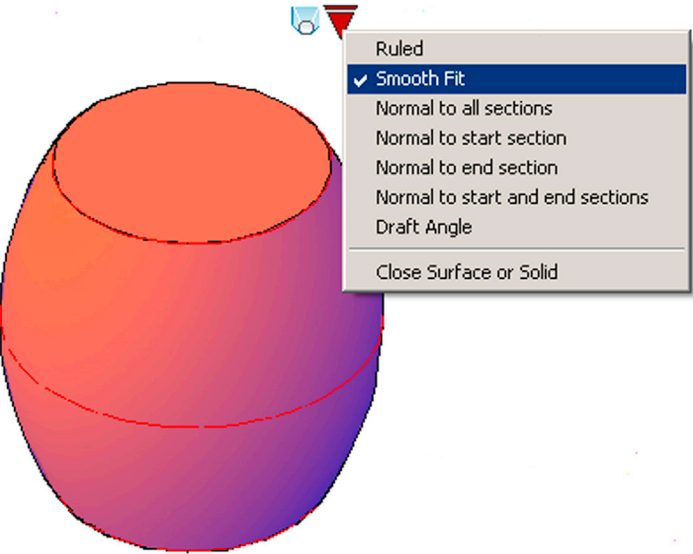 Ruled
Smooth Fit
Normal to all sections
Normal to start section
Normal to end section
Normal to start and end sections
Draft Angle
Close Surface or Solid